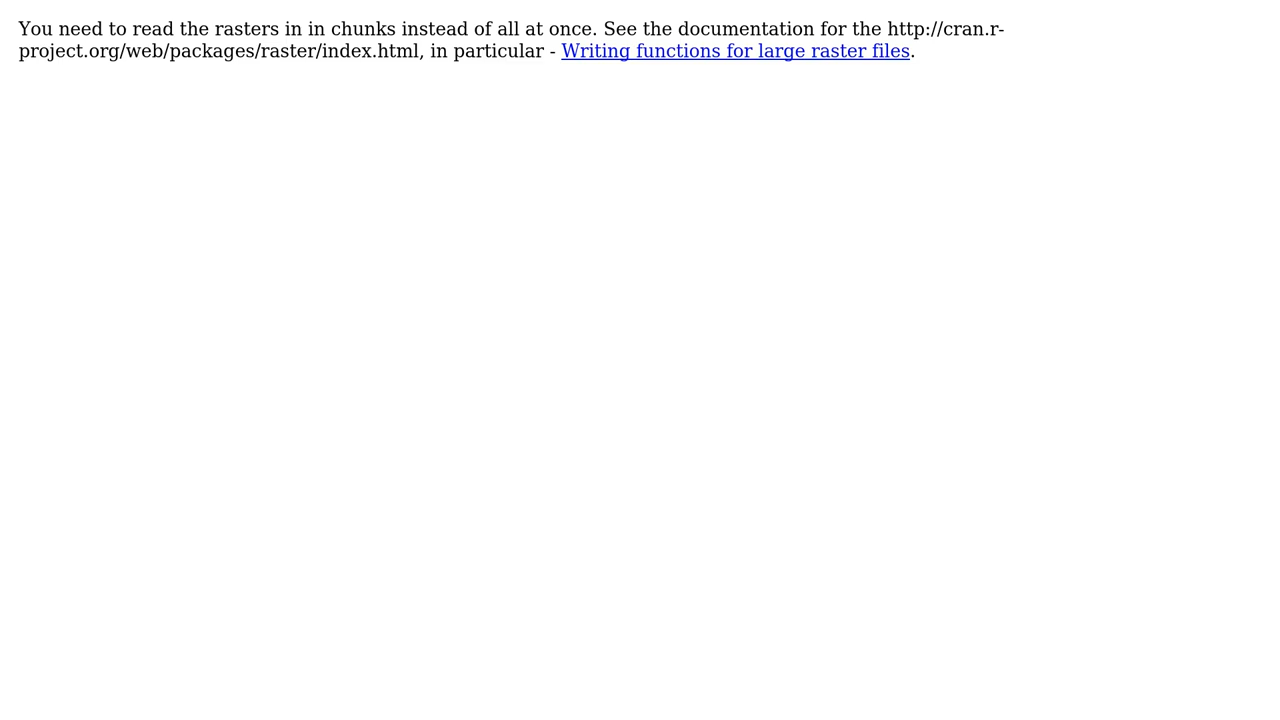 You need to read the rasters in in chunks instead of all at once. See the documentation for the http://cran.r-
project.org/web/packages/raster/index.html, in particular - Writing functions for large raster files.